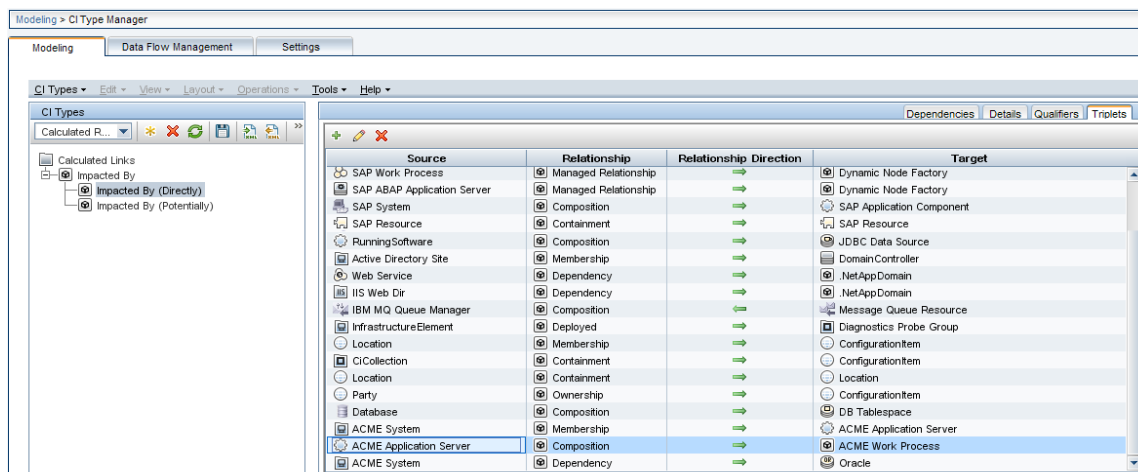 Modeling > CI Type Manager
Modeling Data Flow Management Settings
CI Types Edit View Layout Operations Tools Help
CI Types
Dependencies Details Qualifiers Triplets
Calculated R... »
Source Relationship Relationship Direction Target
Calculated Links
Impacted By
Impacted By (Directly)
Impacted By (Potentially)
SAP Work Process Managed Relationship Dynamic Node Factory
SAP ABAP Application Server Managed Relationship Dynamic Node Factory
SAP System Composition SAP Application Component
SAP Resource Containment SAP Resource
RunningSoftware Composition JDBC Data Source
Active Directory Site Membership DomainController
Web Service Dependency .NetAppDomain
IIS Web Dir Dependency .NetAppDomain
IBM MQ Queue Manager Composition Message Queue Resource
InfrastructureElement Deployed Diagnostics Probe Group
Location Membership ConfigurationItem
CiCollection Containment ConfigurationItem
Location Containment Location
Party Ownership ConfigurationItem
Database Composition DB Tablespace
ACME System Membership ACME Application Server
ACME Application Server Composition ACME Work Process
ACME System Dependency Oracle